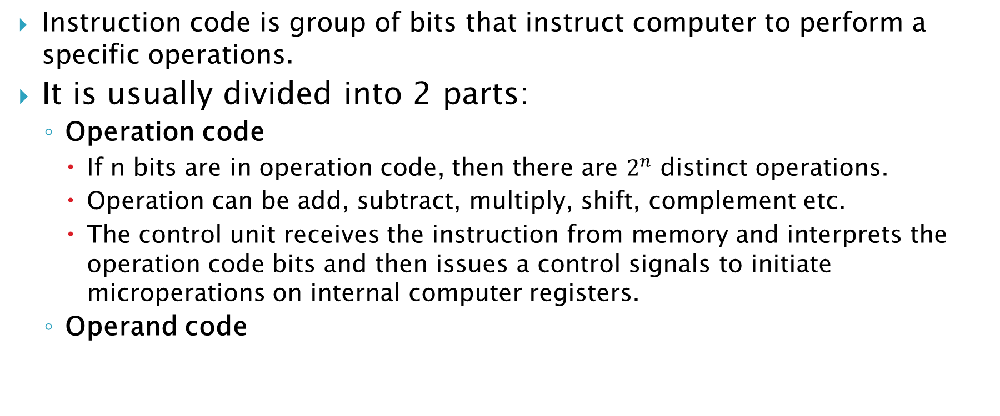 Instruction code is group of bits that instruct computer to perform a
specific operations.
It is usually divided into 2 parts:
Operation code
If n bits are in operation code, then there are 2ⁿ distinct operations.
Operation can be add, subtract, multiply, shift, complement etc.
The control unit receives the instruction from memory and interprets the
operation code bits and then issues a control signals to initiate
microperations on internal computer registers.
Operand code